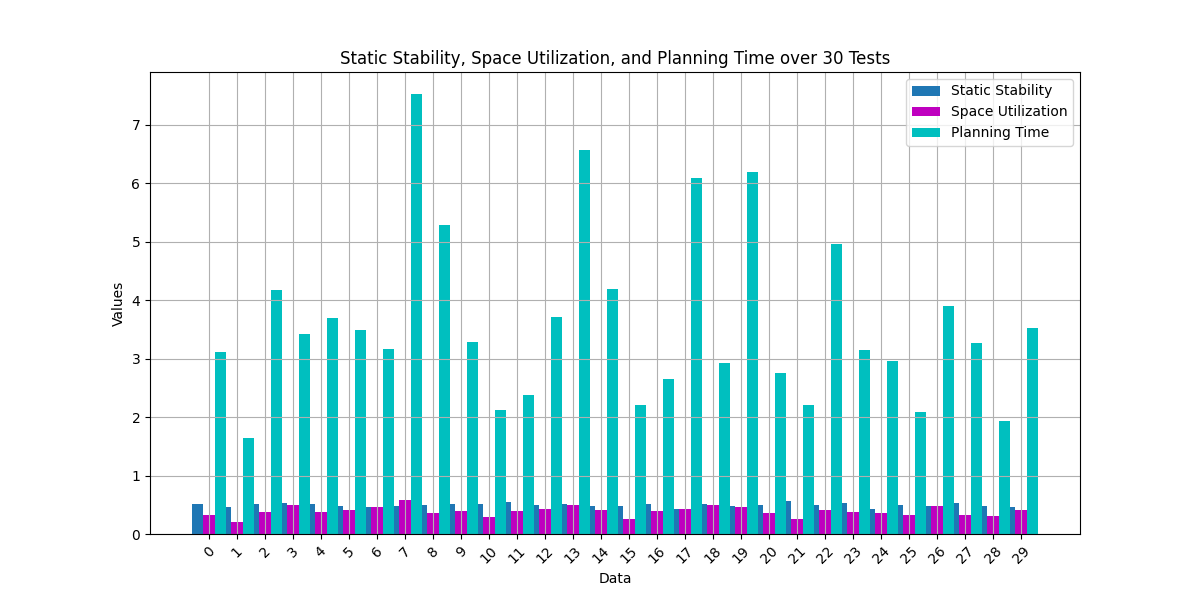 Static Stability, Space Utilization, and Planning Time over 30 Tests
Static Stability
Space Utilization
Planning Time
Values
7
6
5
4
3
2
1
0
0 1 2 3 4 5 6 7 8 9 10 11 12 13 14 15 16 17 18 19 20 21 22 23 24 25 26 27 28 29
Data